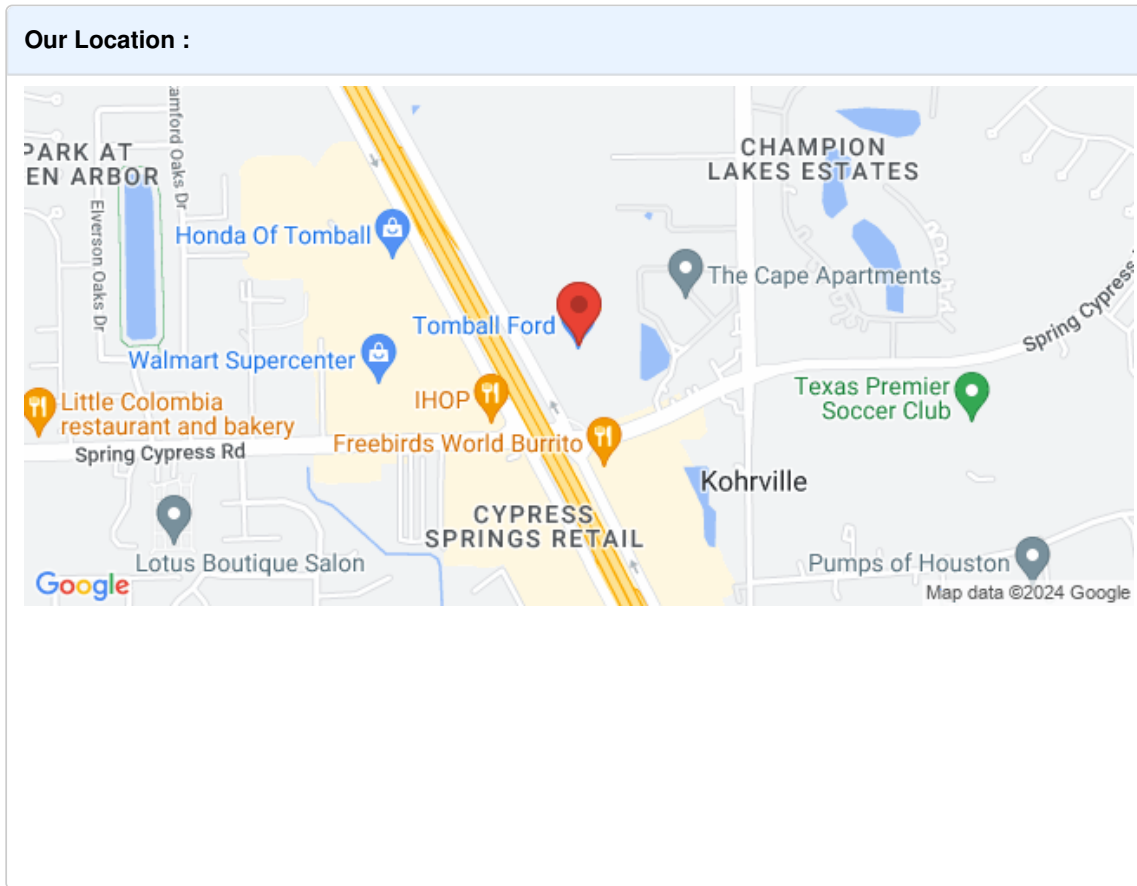 Our Location :
PARK AT
EN ARBOR
amford Oaks Dr
Elverson Oaks Dr
Honda Of Tomball
CHAMPION
LAKES ESTATES
The Cape Apartments
Tomball Ford
Walmart Supercenter
Spring Cypress
IHOP
Texas Premier
Soccer Club
Little Colombia
restaurant and bakery
Freebirds World Burrito
Spring Cypress Rd
Kohrville
CYPRESS
SPRINGS RETAIL
Lotus Boutique Salon
Pumps of Houston
Google
Map data ©2024 Google